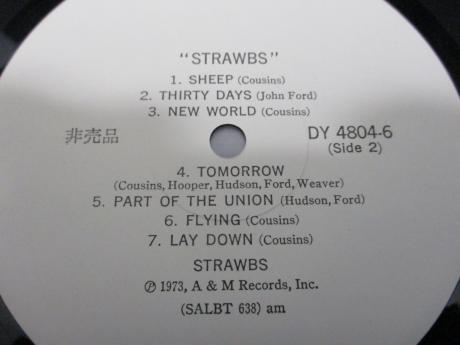 "STRAWBS"
1. SHEEP (Cousins)
2. THIRTY DAYS (John Ford)
3. NEW WORLD (Cousins)
非売品
DY 4804-6
(Side 2)
4. TOMORROW
(Cousins, Hooper, Hudson, Ford, Weaver)
5. PART OF THE UNION (Hudson, Ford)
6. FLYING (Cousins)
7. LAY DOWN (Cousins)
STRAWBS
Ⓟ 1973, A & M Records, Inc.
(SALBT 638) am